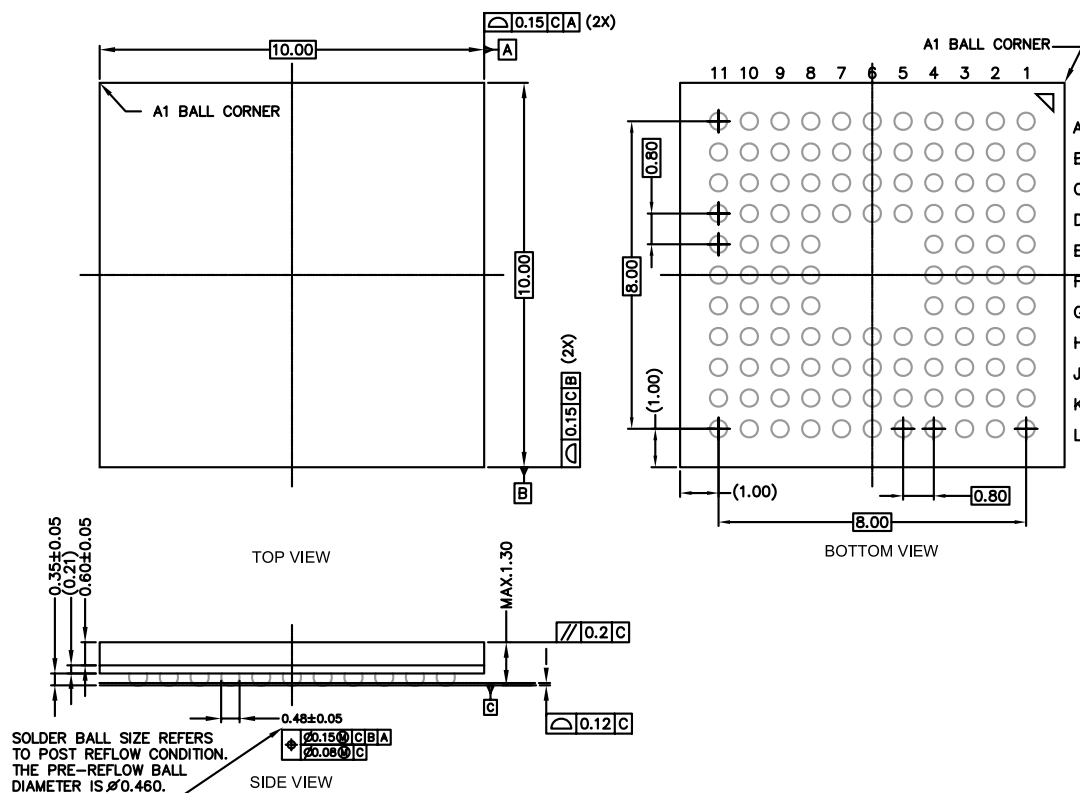 0.15 C A (2X)
10.00
A
A1 BALL CORNER
A1 BALL CORNER
11 10 9 8 7 6 5 4 3 2 1
A
B
C
D
E
F
G
H
J
K
L
0.80
8.00
10.00
0.15 C B (2X)
B
(1.00)
(1.00)
0.80
8.00
TOP VIEW
BOTTOM VIEW
0.35±0.05
(0.21)
0.60±0.05
MAX.1.30
// 0.2 C
C
0.12 C
0.48±0.05
⌖ Ø0.15Ⓜ C B A
Ø0.08Ⓜ C
SOLDER BALL SIZE REFERS
TO POST REFLOW CONDITION.
THE PRE-REFLOW BALL
DIAMETER IS Ø0.460.
SIDE VIEW